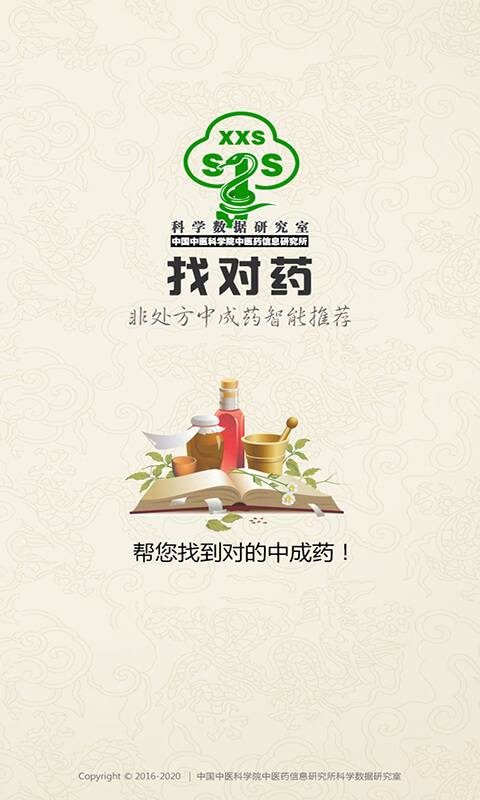 XXS
S S
科学数据研究室
中国中医科学院中医药信息研究所
找对药
非处方中成药智能推荐
帮您找到对的中成药！
Copyright © 2016-2020 | 中国中医科学院中医药信息研究所科学数据研究室